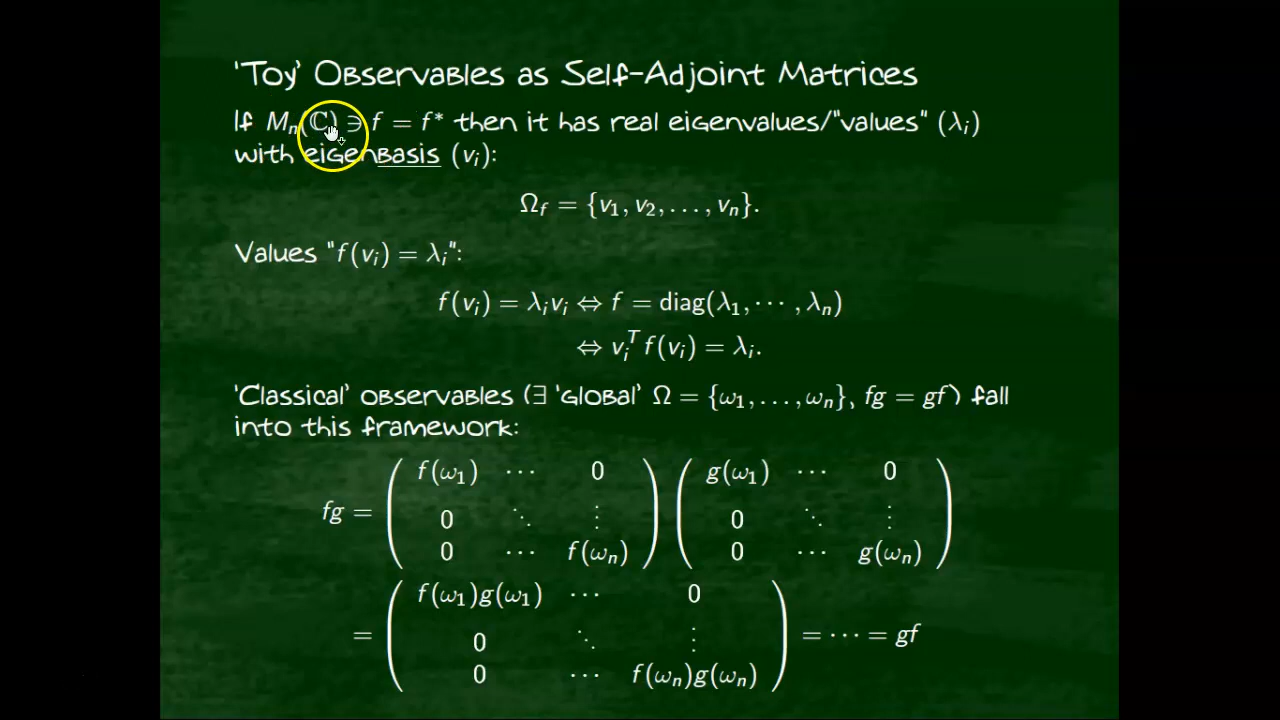 'Toy' Observables as Self-Adjoint Matrices
If Mₙ(ℂ) ∋ f = f* then it has real eigenvalues/"values" (λᵢ)
with eigenbasis (vᵢ):
Ω_f = {v₁, v₂, …, vₙ}.
Values "f(vᵢ) = λᵢ":
f(vᵢ) = λᵢvᵢ ⇔ f = diag(λ₁, ⋯ , λₙ)
⇔ vᵢᵀ f(vᵢ) = λᵢ.
'Classical' observables (∃ 'global' Ω = {ω₁, …, ωₙ}, fg = gf) fall
into this framework:
f(ω₁) ⋯ 0 g(ω₁) ⋯ 0
fg = ( 0 ⋱ ⋮ ) ( 0 ⋱ ⋮ )
0 ⋯ f(ωₙ) 0 ⋯ g(ωₙ)
f(ω₁)g(ω₁) ⋯ 0
= ( 0 ⋱ ⋮ ) = ⋯ = gf
0 ⋯ f(ωₙ)g(ωₙ)